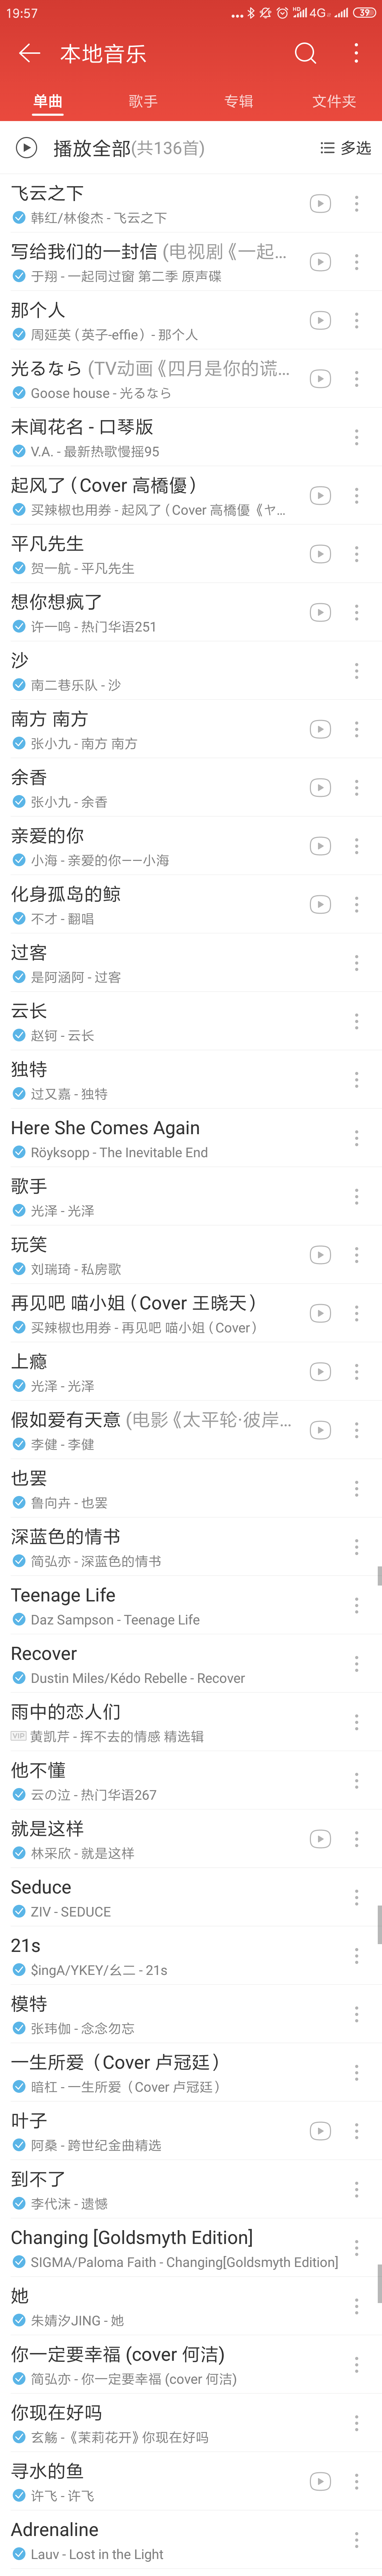 19:57
HD 4G 39
本地音乐
单曲 歌手 专辑 文件夹
播放全部(共136首) 多选
飞云之下
韩红/林俊杰 - 飞云之下
写给我们的一封信 (电视剧《一起...
于翔 - 一起同过窗 第二季 原声碟
那个人
周延英 (英子-effie) - 那个人
光るなら (TV动画《四月是你的谎...
Goose house - 光るなら
未闻花名 - 口琴版
V.A. - 最新热歌慢摇95
起风了 (Cover 高橋優)
买辣椒也用券 - 起风了 (Cover 高橋優《ヤ...
平凡先生
贺一航 - 平凡先生
想你想疯了
许一鸣 - 热门华语251
沙
南二巷乐队 - 沙
南方 南方
张小九 - 南方 南方
余香
张小九 - 余香
亲爱的你
小海 - 亲爱的你——小海
化身孤岛的鲸
不才 - 翻唱
过客
是阿涵阿 - 过客
云长
赵钶 - 云长
独特
过又嘉 - 独特
Here She Comes Again
Röyksopp - The Inevitable End
歌手
光泽 - 光泽
玩笑
刘瑞琦 - 私房歌
再见吧 喵小姐 (Cover 王晓天)
买辣椒也用券 - 再见吧 喵小姐 (Cover)
上瘾
光泽 - 光泽
假如爱有天意 (电影《太平轮·彼岸...
李健 - 李健
也罢
鲁向卉 - 也罢
深蓝色的情书
简弘亦 - 深蓝色的情书
Teenage Life
Daz Sampson - Teenage Life
Recover
Dustin Miles/Kédo Rebelle - Recover
雨中的恋人们
VIP 黄凯芹 - 挥不去的情感 精选辑
他不懂
云の泣 - 热门华语267
就是这样
林采欣 - 就是这样
Seduce
ZIV - SEDUCE
21s
$ingA/YKEY/幺二 - 21s
模特
张玮伽 - 念念勿忘
一生所爱 (Cover 卢冠廷)
暗杠 - 一生所爱 (Cover 卢冠廷)
叶子
阿桑 - 跨世纪金曲精选
到不了
李代沫 - 遗憾
Changing [Goldsmyth Edition]
SIGMA/Paloma Faith - Changing[Goldsmyth Edition]
她
朱婧汐JING - 她
你一定要幸福 (cover 何洁)
简弘亦 - 你一定要幸福 (cover 何洁)
你现在好吗
玄觞 - 《茉莉花开》你现在好吗
寻水的鱼
许飞 - 许飞
Adrenaline
Lauv - Lost in the Light